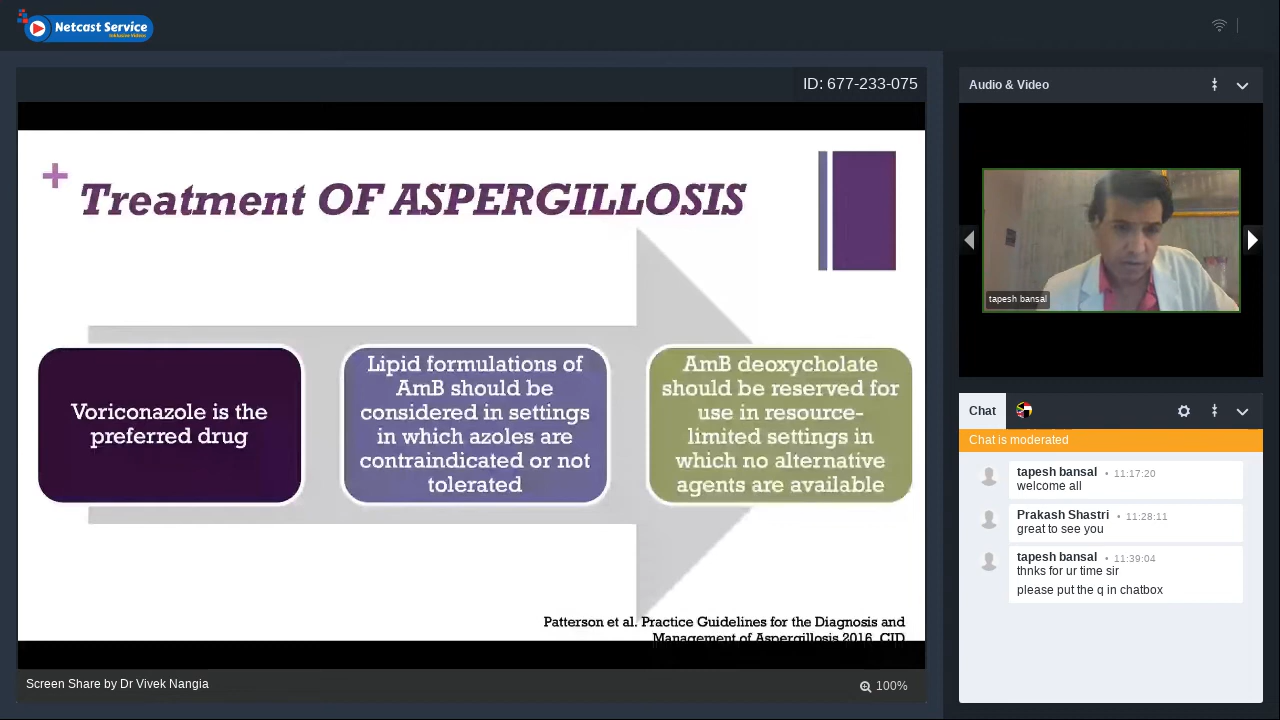 Netcast Service
ID: 677-233-075
+
Treatment OF ASPERGILLOSIS
Voriconazole is the
preferred drug
Lipid formulations of
AmB should be
considered in settings
in which azoles are
contraindicated or not
tolerated
AmB deoxycholate
should be reserved for
use in resource-
limited settings in
which no alternative
agents are available
Patterson et al. Practice Guidelines for the Diagnosis and
Management of Aspergillosis 2016, CID
Screen Share by Dr Vivek Nangia
100%
Audio & Video
tapesh bansal
Chat
Chat is moderated
tapesh bansal • 11:17:20
welcome all
Prakash Shastri • 11:28:11
great to see you
tapesh bansal • 11:39:04
thnks for ur time sir
please put the q in chatbox